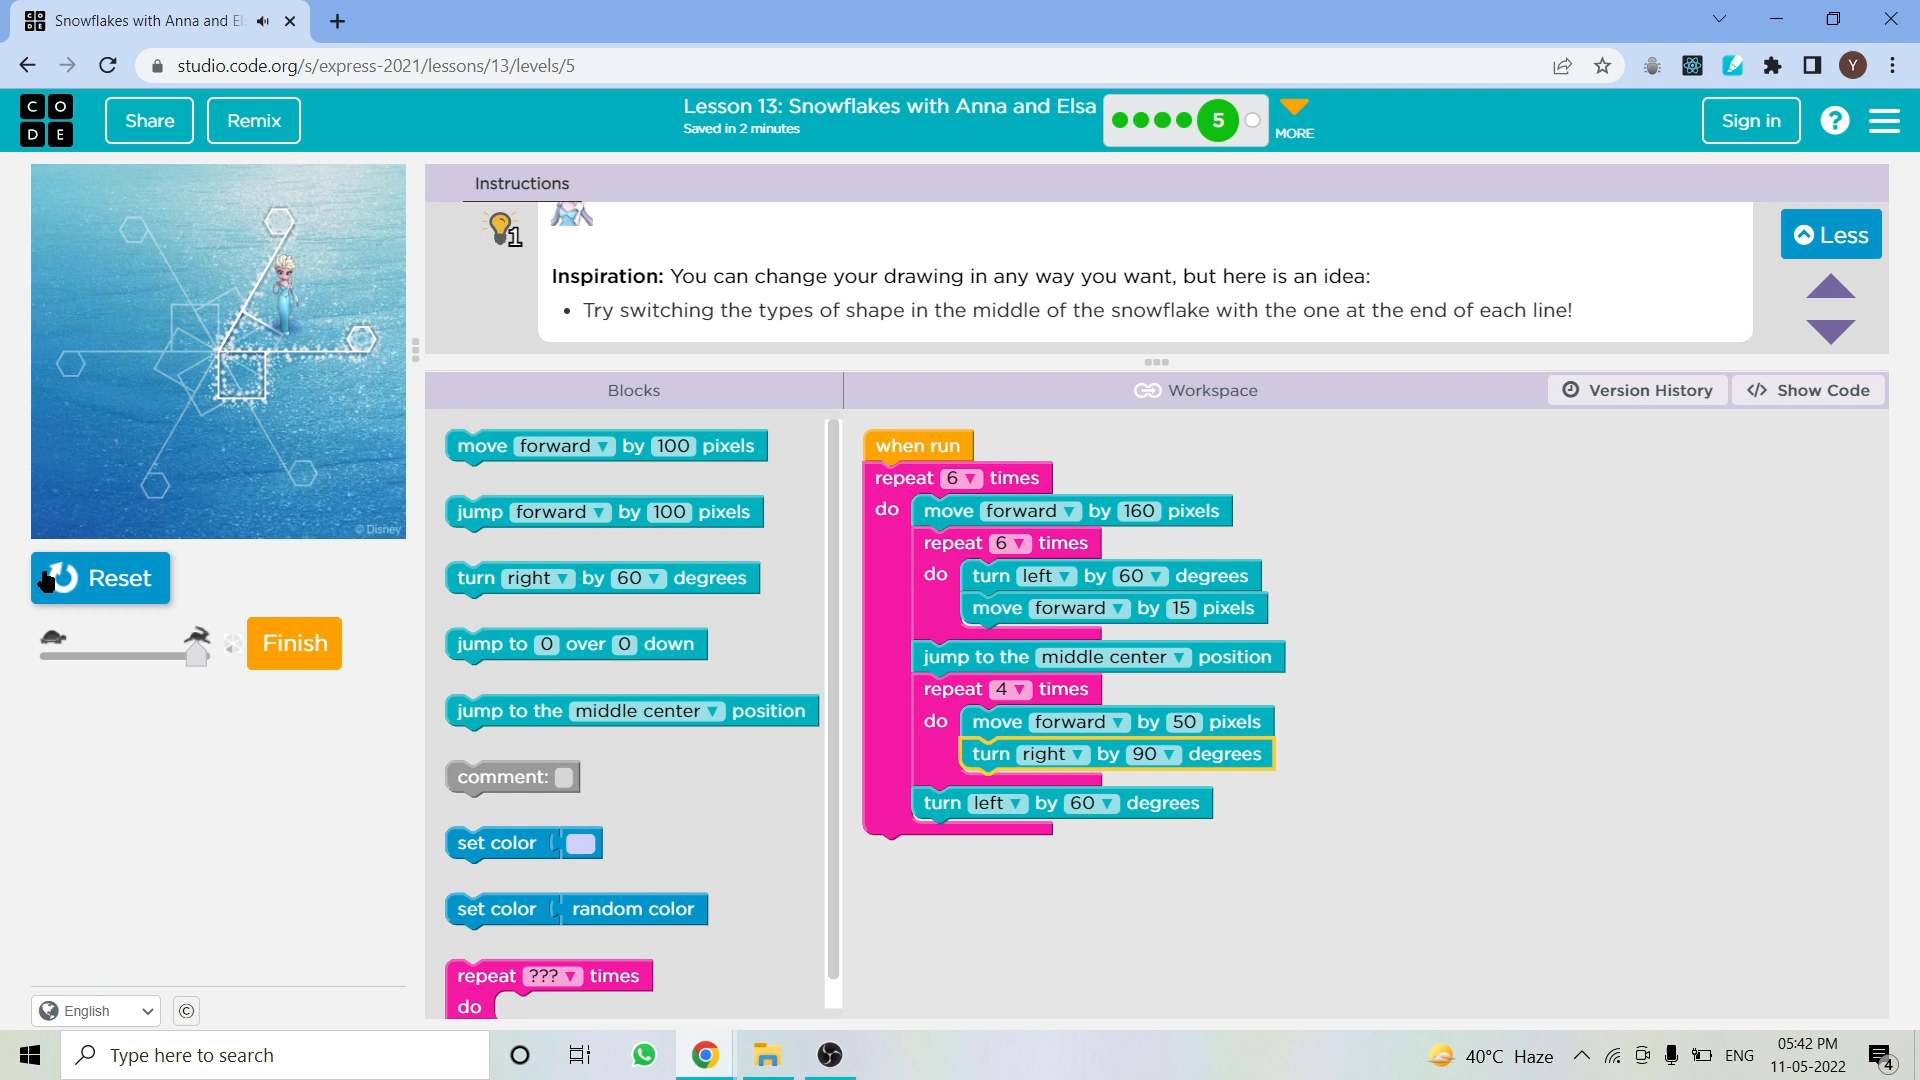 Snowflakes with Anna and El
studio.code.org/s/express-2021/lessons/13/levels/5
Y
C O
D E
Share
Remix
Lesson 13: Snowflakes with Anna and Elsa
Saved in 2 minutes
5
MORE
Sign in
?
Instructions
1
Less
Inspiration: You can change your drawing in any way you want, but here is an idea:
• Try switching the types of shape in the middle of the snowflake with the one at the end of each line!
© Disney
Reset
Finish
Blocks
Workspace
Version History
</> Show Code
move forward ▼ by 100 pixels
jump forward ▼ by 100 pixels
turn right ▼ by 60 ▼ degrees
jump to 0 over 0 down
jump to the middle center ▼ position
comment:
set color
set color random color
repeat ??? ▼ times
do
when run
repeat 6 ▼ times
do move forward ▼ by 160 pixels
repeat 6 ▼ times
do turn left ▼ by 60 ▼ degrees
move forward ▼ by 15 pixels
jump to the middle center ▼ position
repeat 4 ▼ times
do move forward ▼ by 50 pixels
turn right ▼ by 90 ▼ degrees
turn left ▼ by 60 ▼ degrees
English
©
Type here to search
40°C Haze
ENG
05:42 PM
11-05-2022
4